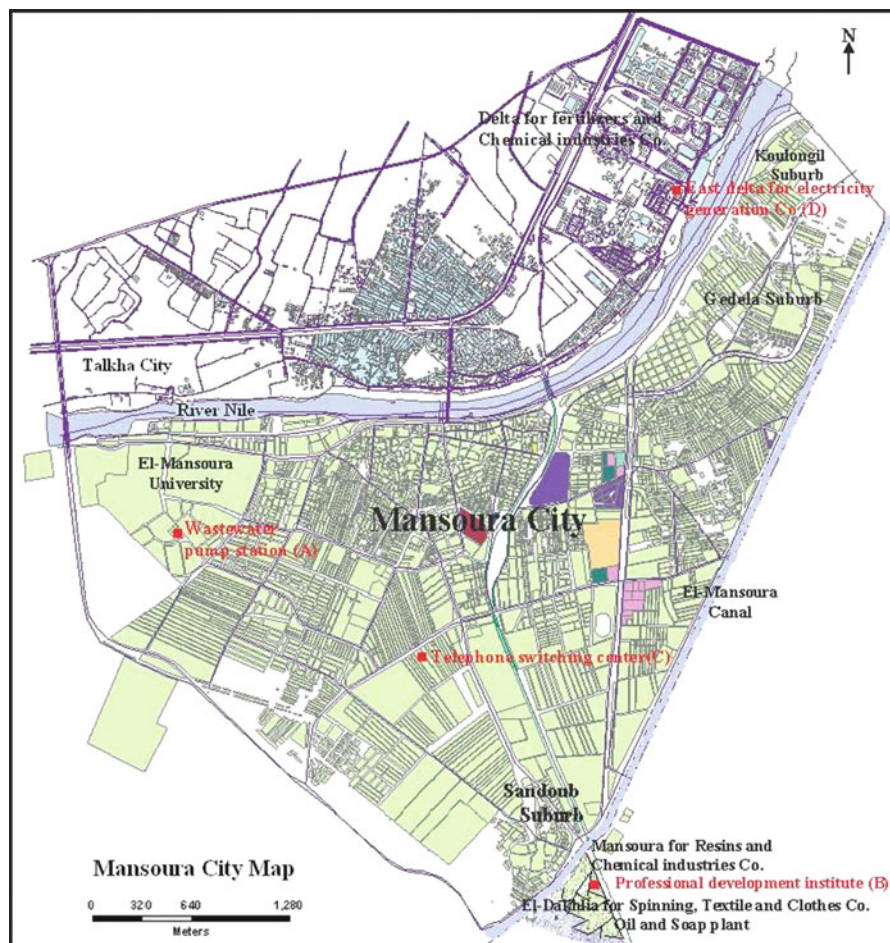 N
Delta for fertilizers and
Chemical industries Co.
Koulongil
Suburb
East delta for electricity
generation Co (D)
Gedela Suburb
Talkha City
River Nile
El-Mansoura
University
Mansoura City
Wastewater
pump station (A)
El-Mansoura
Canal
Telephone switching center(C)
Sandoub
Suburb
Mansoura for Resins and
Chemical industries Co.
Professional development institute (B)
El-Dakhlia for Spinning, Textile and Clothes Co.
Oil and Soap plant
Mansoura City Map
0 320 640 1,280
Meters